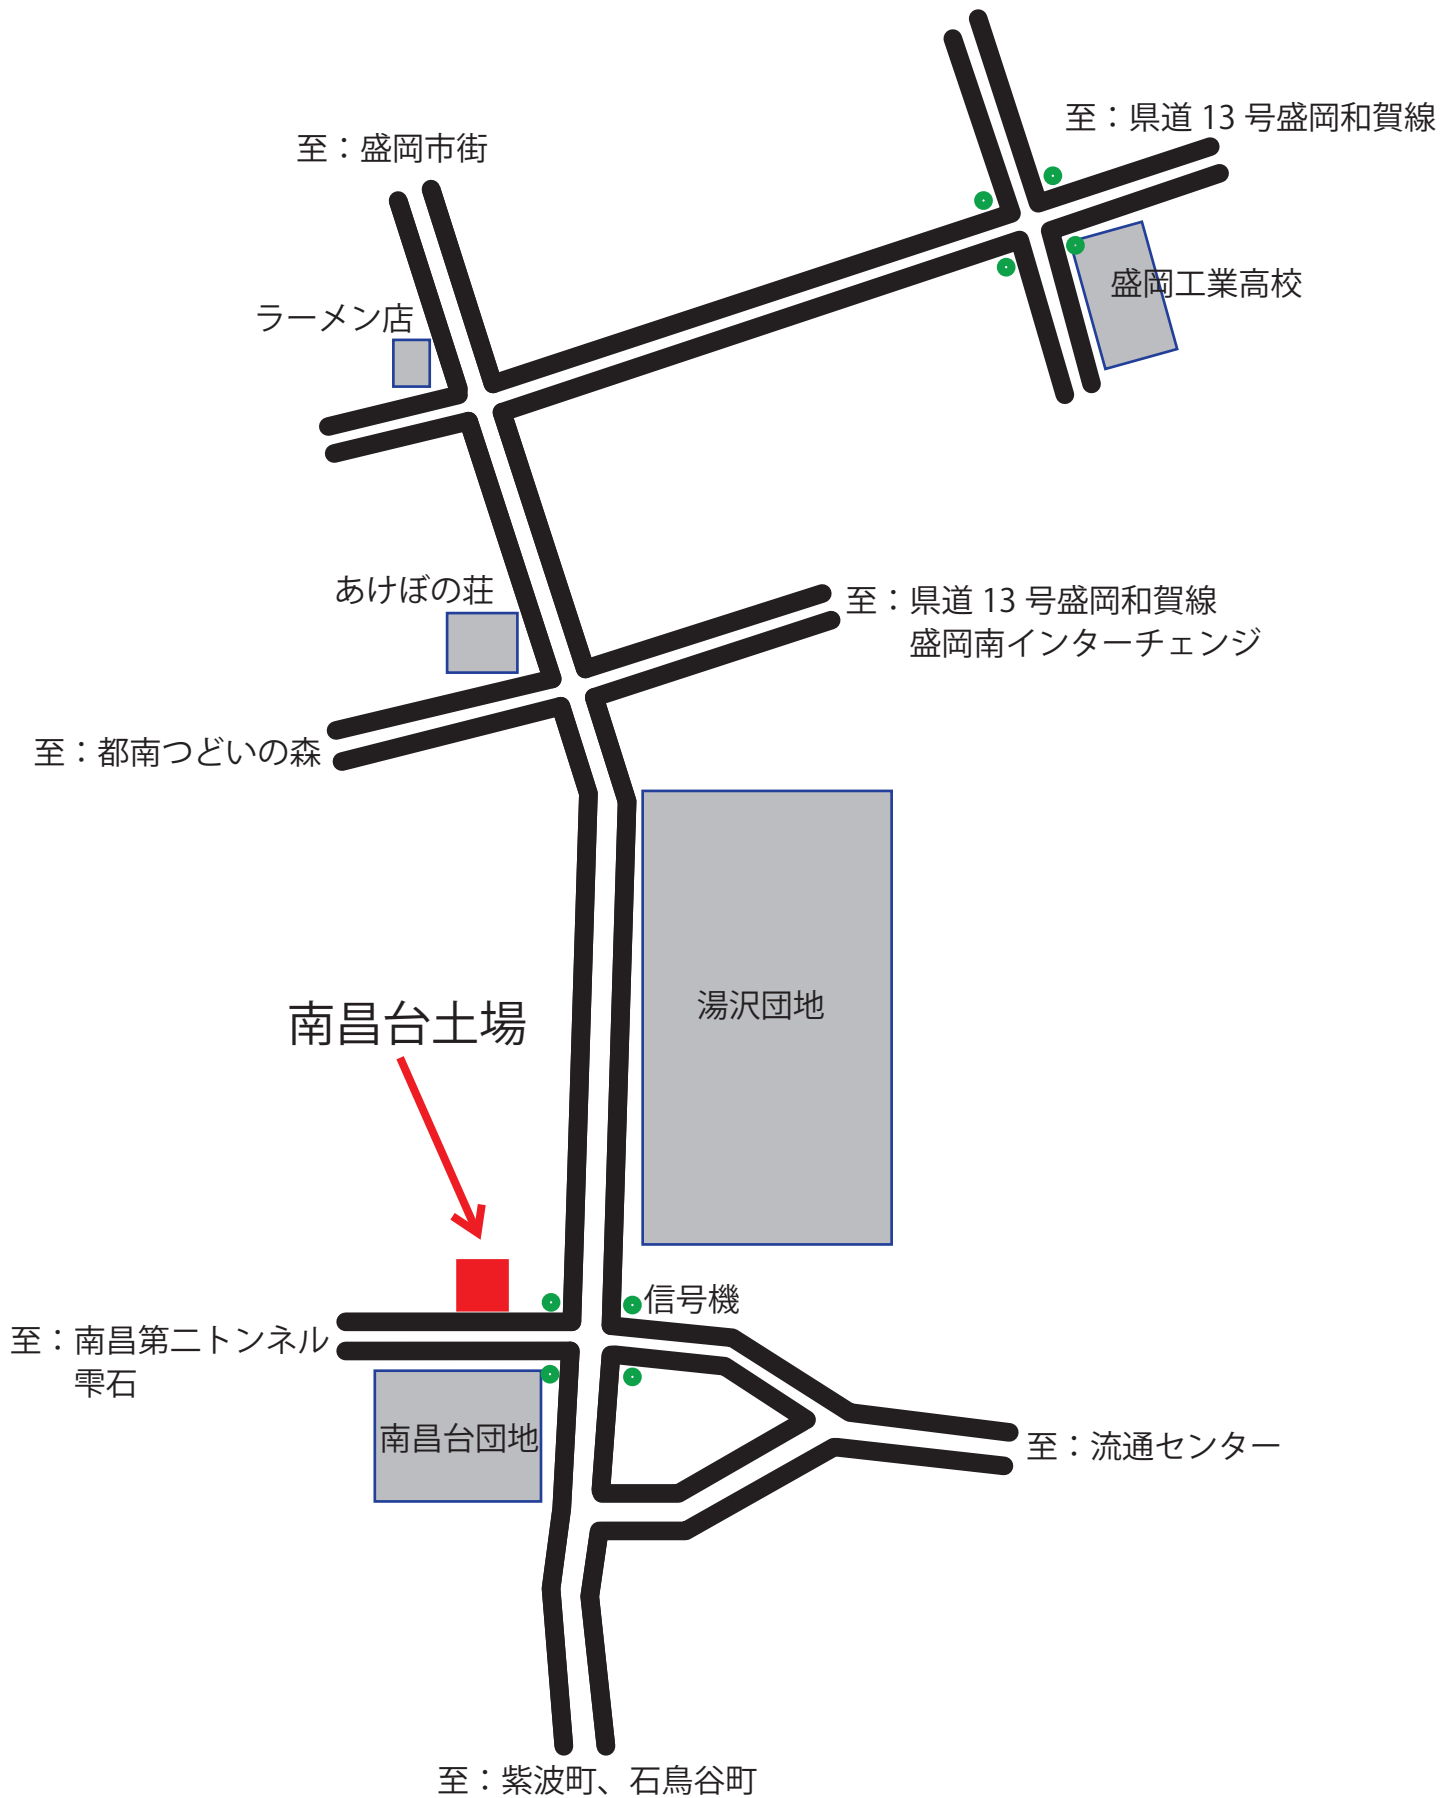 至：県道 13 号盛岡和賀線
至：盛岡市街
盛岡工業高校
ラーメン店
あけぼの荘
至：県道 13 号盛岡和賀線
盛岡南インターチェンジ
至：都南つどいの森
湯沢団地
南昌台土場
信号機
至：南昌第二トンネル
雫石
南昌台団地
至：流通センター
至：紫波町、石鳥谷町